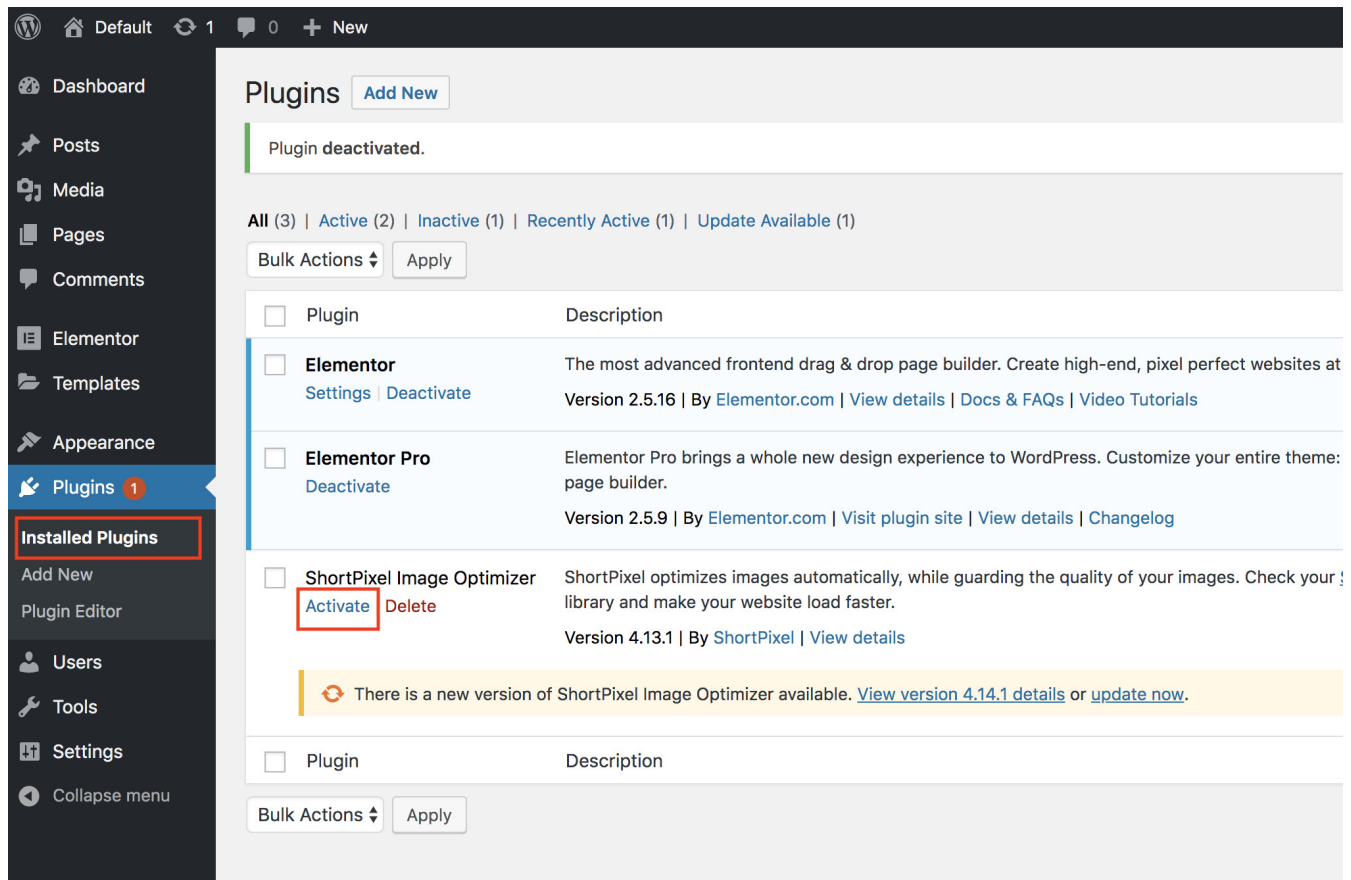 Default 1 0 + New
Dashboard
Posts
Media
Pages
Comments
Elementor
Templates
Appearance
Plugins 1
Installed Plugins
Add New
Plugin Editor
Users
Tools
Settings
Collapse menu
Plugins Add New
Plugin deactivated.
All (3) | Active (2) | Inactive (1) | Recently Active (1) | Update Available (1)
Bulk Actions Apply
Plugin Description
Elementor The most advanced frontend drag & drop page builder. Create high-end, pixel perfect websites at
Settings | Deactivate Version 2.5.16 | By Elementor.com | View details | Docs & FAQs | Video Tutorials
Elementor Pro Elementor Pro brings a whole new design experience to WordPress. Customize your entire theme:
Deactivate page builder.
Version 2.5.9 | By Elementor.com | Visit plugin site | View details | Changelog
ShortPixel Image Optimizer ShortPixel optimizes images automatically, while guarding the quality of your images. Check your
Activate Delete library and make your website load faster.
Version 4.13.1 | By ShortPixel | View details
There is a new version of ShortPixel Image Optimizer available. View version 4.14.1 details or update now.
Plugin Description
Bulk Actions Apply